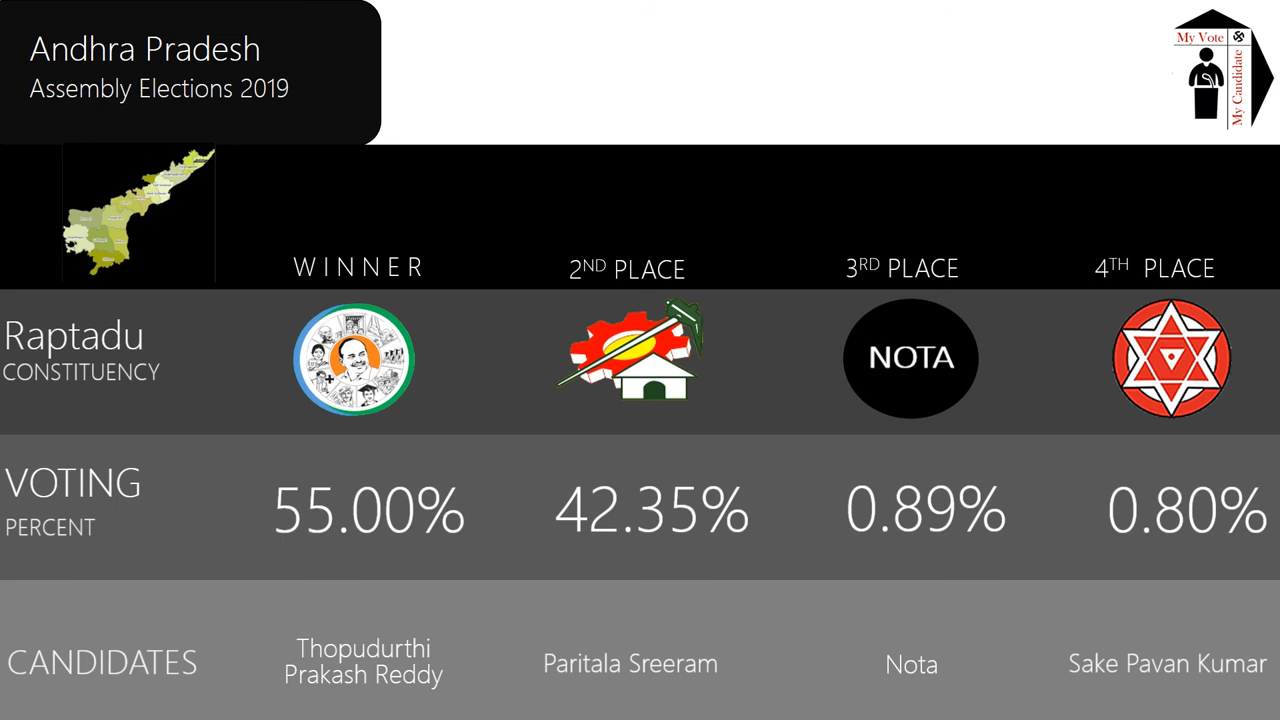 Andhra Pradesh
Assembly Elections 2019
My Vote
My Candidate
WINNER
2ND PLACE
3RD PLACE
4TH PLACE
Raptadu
CONSTITUENCY
NOTA
VOTING
PERCENT
55.00%
42.35%
0.89%
0.80%
CANDIDATES
Thopudurthi
Prakash Reddy
Paritala Sreeram
Nota
Sake Pavan Kumar